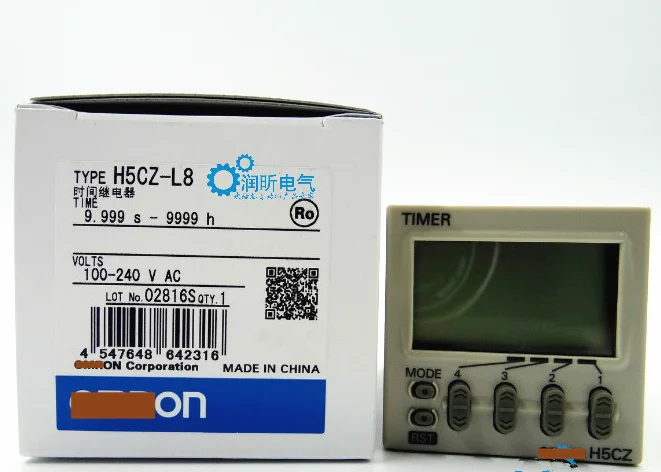 TYPE H5CZ-L8
时间继电器
TIME
9.999 s - 9999 h
润昕电气
Ro
VOLTS
100-240 V AC
LOT No. 02816S QTY. 1
4 547648 642316
ON Corporation
MADE IN CHINA
ON
TIMER
MODE
4 3 2 1
RST
H5CZ